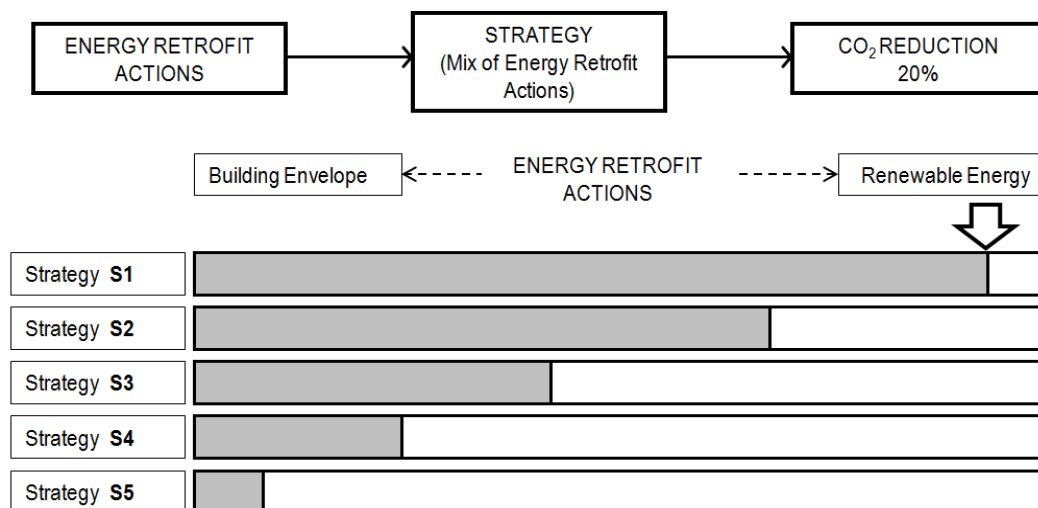 ENERGY RETROFIT
ACTIONS
STRATEGY
(Mix of Energy Retrofit
Actions)
CO₂ REDUCTION
20%
Building Envelope
ENERGY RETROFIT
ACTIONS
Renewable Energy
Strategy S1
Strategy S2
Strategy S3
Strategy S4
Strategy S5